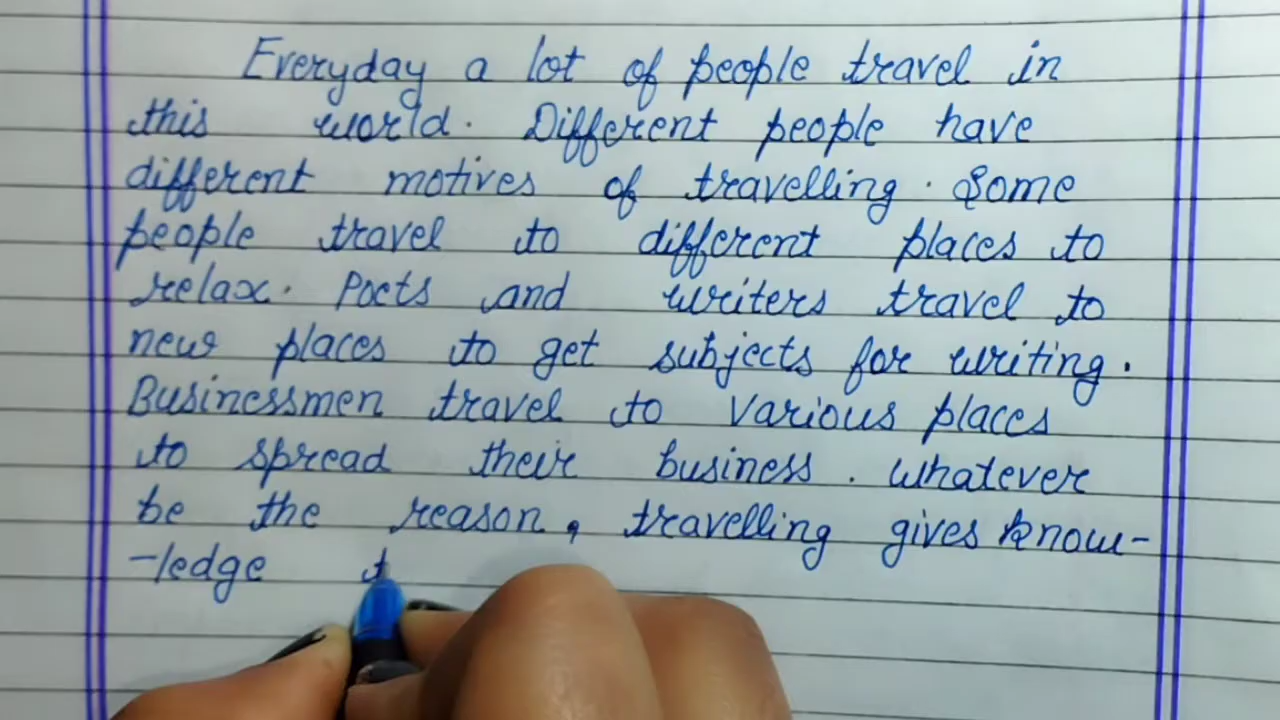 Everyday a lot of people travel in
this world. Different people have
different motives of travelling. Some
people travel to different places to
relax. Poets and writers travel to
new places to get subjects for writing.
Businessmen travel to various places
to spread their business. Whatever
be the reason, travelling gives know-
-ledge t